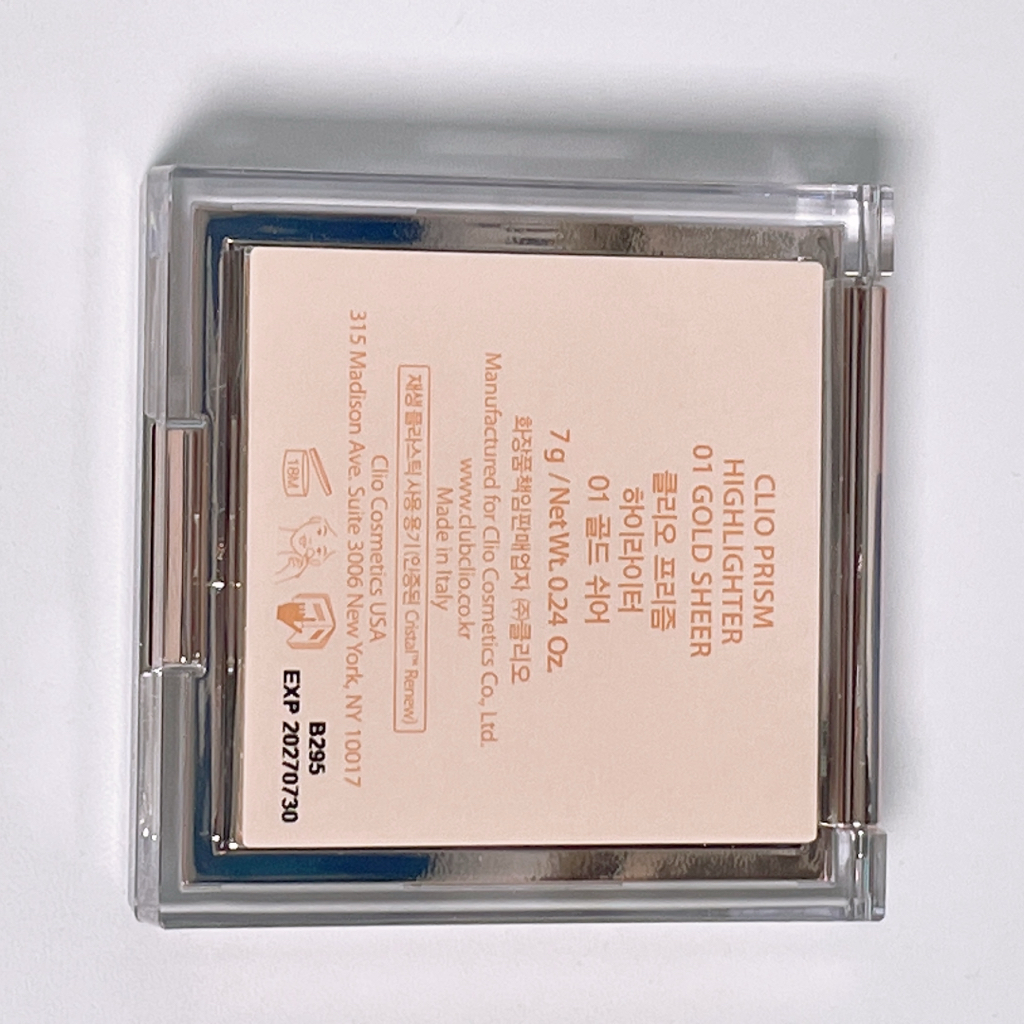 CLIO PRISM
HIGHLIGHTER
01 GOLD SHEER
클리오 프리즘
하이라이터
01 골드 쉬어
7 g / Net Wt. 0.24 Oz.
화장품책임판매업자 ㈜클리오
Manufactured for Clio Cosmetics Co., Ltd.
www.clubclio.co.kr
Made in Italy
재생 플라스틱 사용 용기 (인증된 Cristal™ Renew)
Clio Cosmetics USA
315 Madison Ave. Suite 3006 New York, NY 10017
18M
B295
EXP 20270730